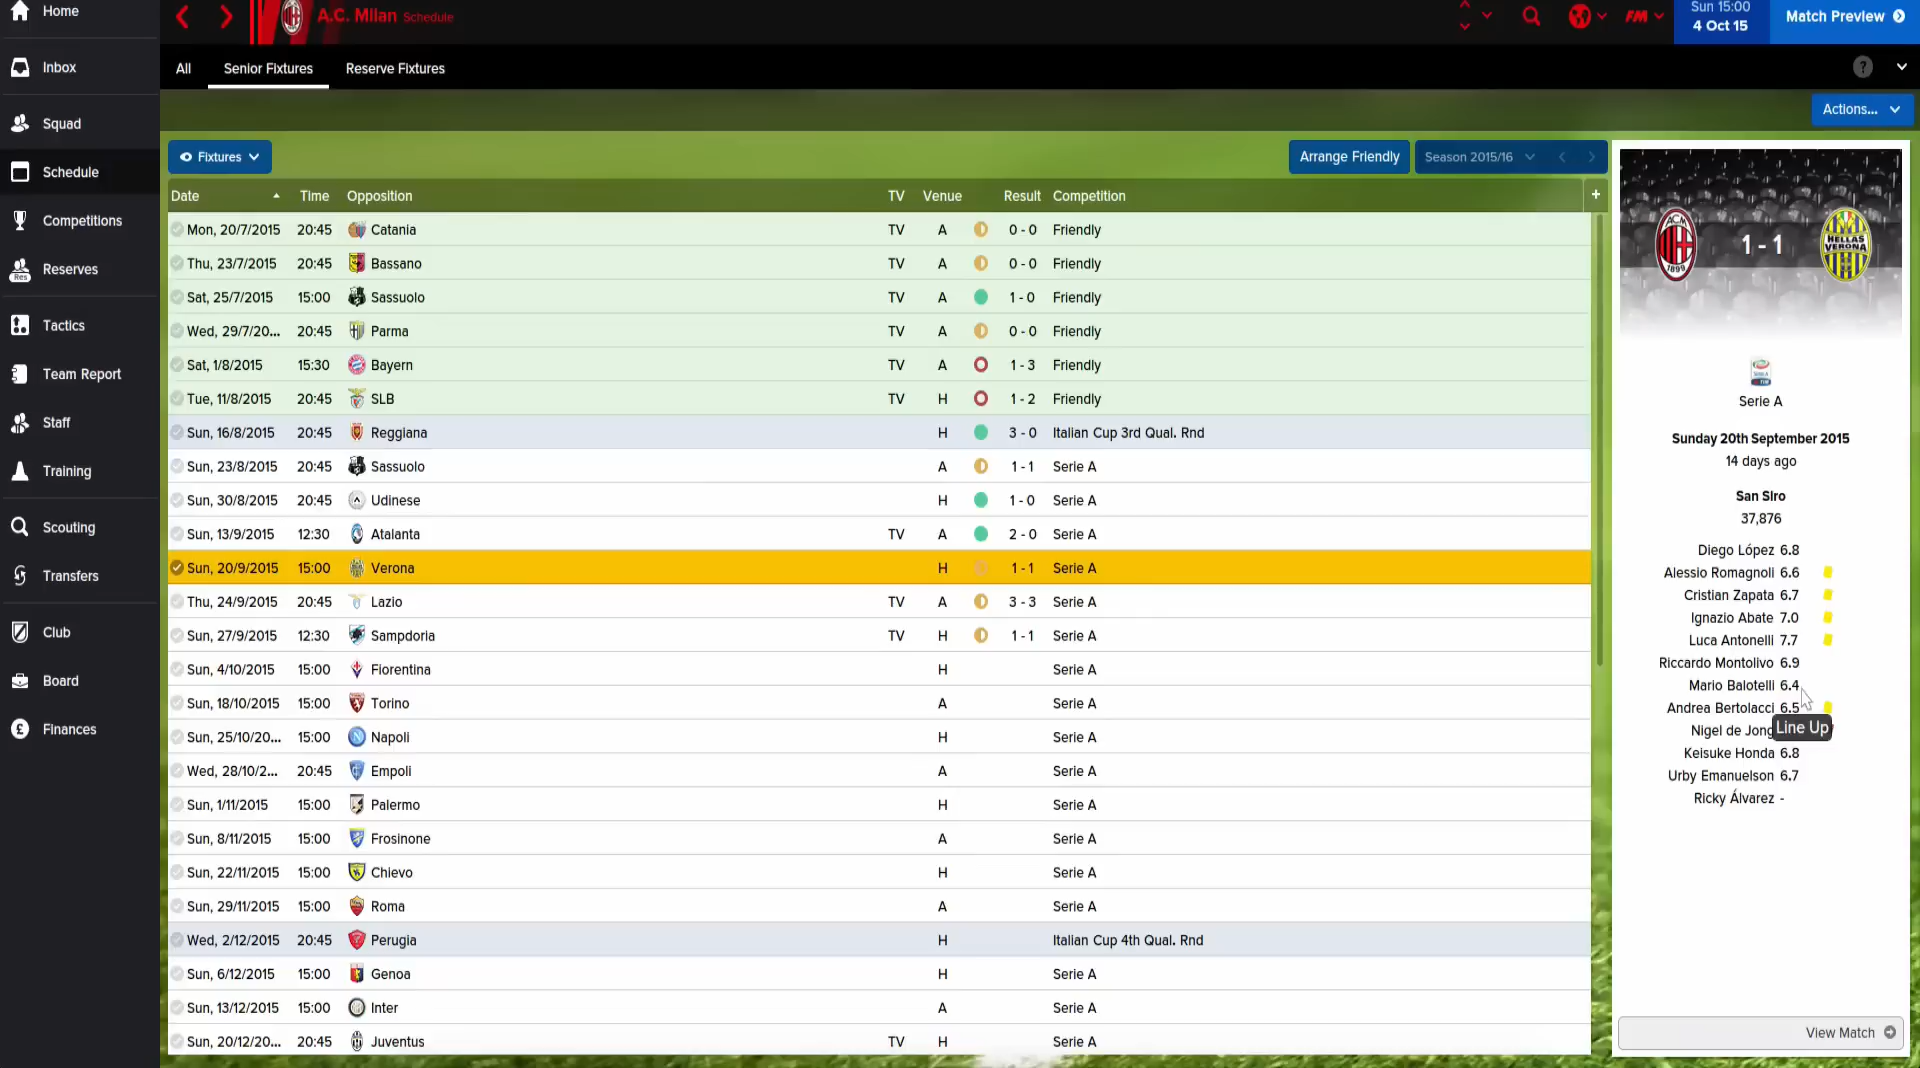 Home
Inbox
Squad
Schedule
Competitions
Reserves
Tactics
Team Report
Staff
Training
Scouting
Transfers
Club
Board
Finances
A.C. Milan Schedule
FM
Sun 15:00
4 Oct 15
Match Preview
All Senior Fixtures Reserve Fixtures
?
Actions...
Fixtures
Arrange Friendly Season 2015/16
Date Time Opposition TV Venue Result Competition +
Mon, 20/7/2015 20:45 Catania TV A 0 - 0 Friendly
Thu, 23/7/2015 20:45 Bassano TV A 0 - 0 Friendly
Sat, 25/7/2015 15:00 Sassuolo TV A 1 - 0 Friendly
Wed, 29/7/20... 20:45 Parma TV A 0 - 0 Friendly
Sat, 1/8/2015 15:30 Bayern TV A 1 - 3 Friendly
Tue, 11/8/2015 20:45 SLB TV H 1 - 2 Friendly
Sun, 16/8/2015 20:45 Reggiana H 3 - 0 Italian Cup 3rd Qual. Rnd
Sun, 23/8/2015 20:45 Sassuolo A 1 - 1 Serie A
Sun, 30/8/2015 20:45 Udinese H 1 - 0 Serie A
Sun, 13/9/2015 12:30 Atalanta TV A 2 - 0 Serie A
Sun, 20/9/2015 15:00 Verona H 1 - 1 Serie A
Thu, 24/9/2015 20:45 Lazio TV A 3 - 3 Serie A
Sun, 27/9/2015 12:30 Sampdoria TV H 1 - 1 Serie A
Sun, 4/10/2015 15:00 Fiorentina H Serie A
Sun, 18/10/2015 15:00 Torino A Serie A
Sun, 25/10/20... 15:00 Napoli H Serie A
Wed, 28/10/2... 20:45 Empoli A Serie A
Sun, 1/11/2015 15:00 Palermo H Serie A
Sun, 8/11/2015 15:00 Frosinone A Serie A
Sun, 22/11/2015 15:00 Chievo H Serie A
Sun, 29/11/2015 15:00 Roma A Serie A
Wed, 2/12/2015 20:45 Perugia H Italian Cup 4th Qual. Rnd
Sun, 6/12/2015 15:00 Genoa H Serie A
Sun, 13/12/2015 15:00 Inter A Serie A
Sun, 20/12/20... 20:45 Juventus TV H Serie A
ACM 1899
1 - 1
HELLAS VERONA
Serie A
Sunday 20th September 2015
14 days ago
San Siro
37,876
Diego López 6.8
Alessio Romagnoli 6.6
Cristian Zapata 6.7
Ignazio Abate 7.0
Luca Antonelli 7.7
Riccardo Montolivo 6.9
Mario Balotelli 6.4
Andrea Bertolacci 6.5
Nigel de Jong
Line Up
Keisuke Honda 6.8
Urby Emanuelson 6.7
Ricky Álvarez -
View Match